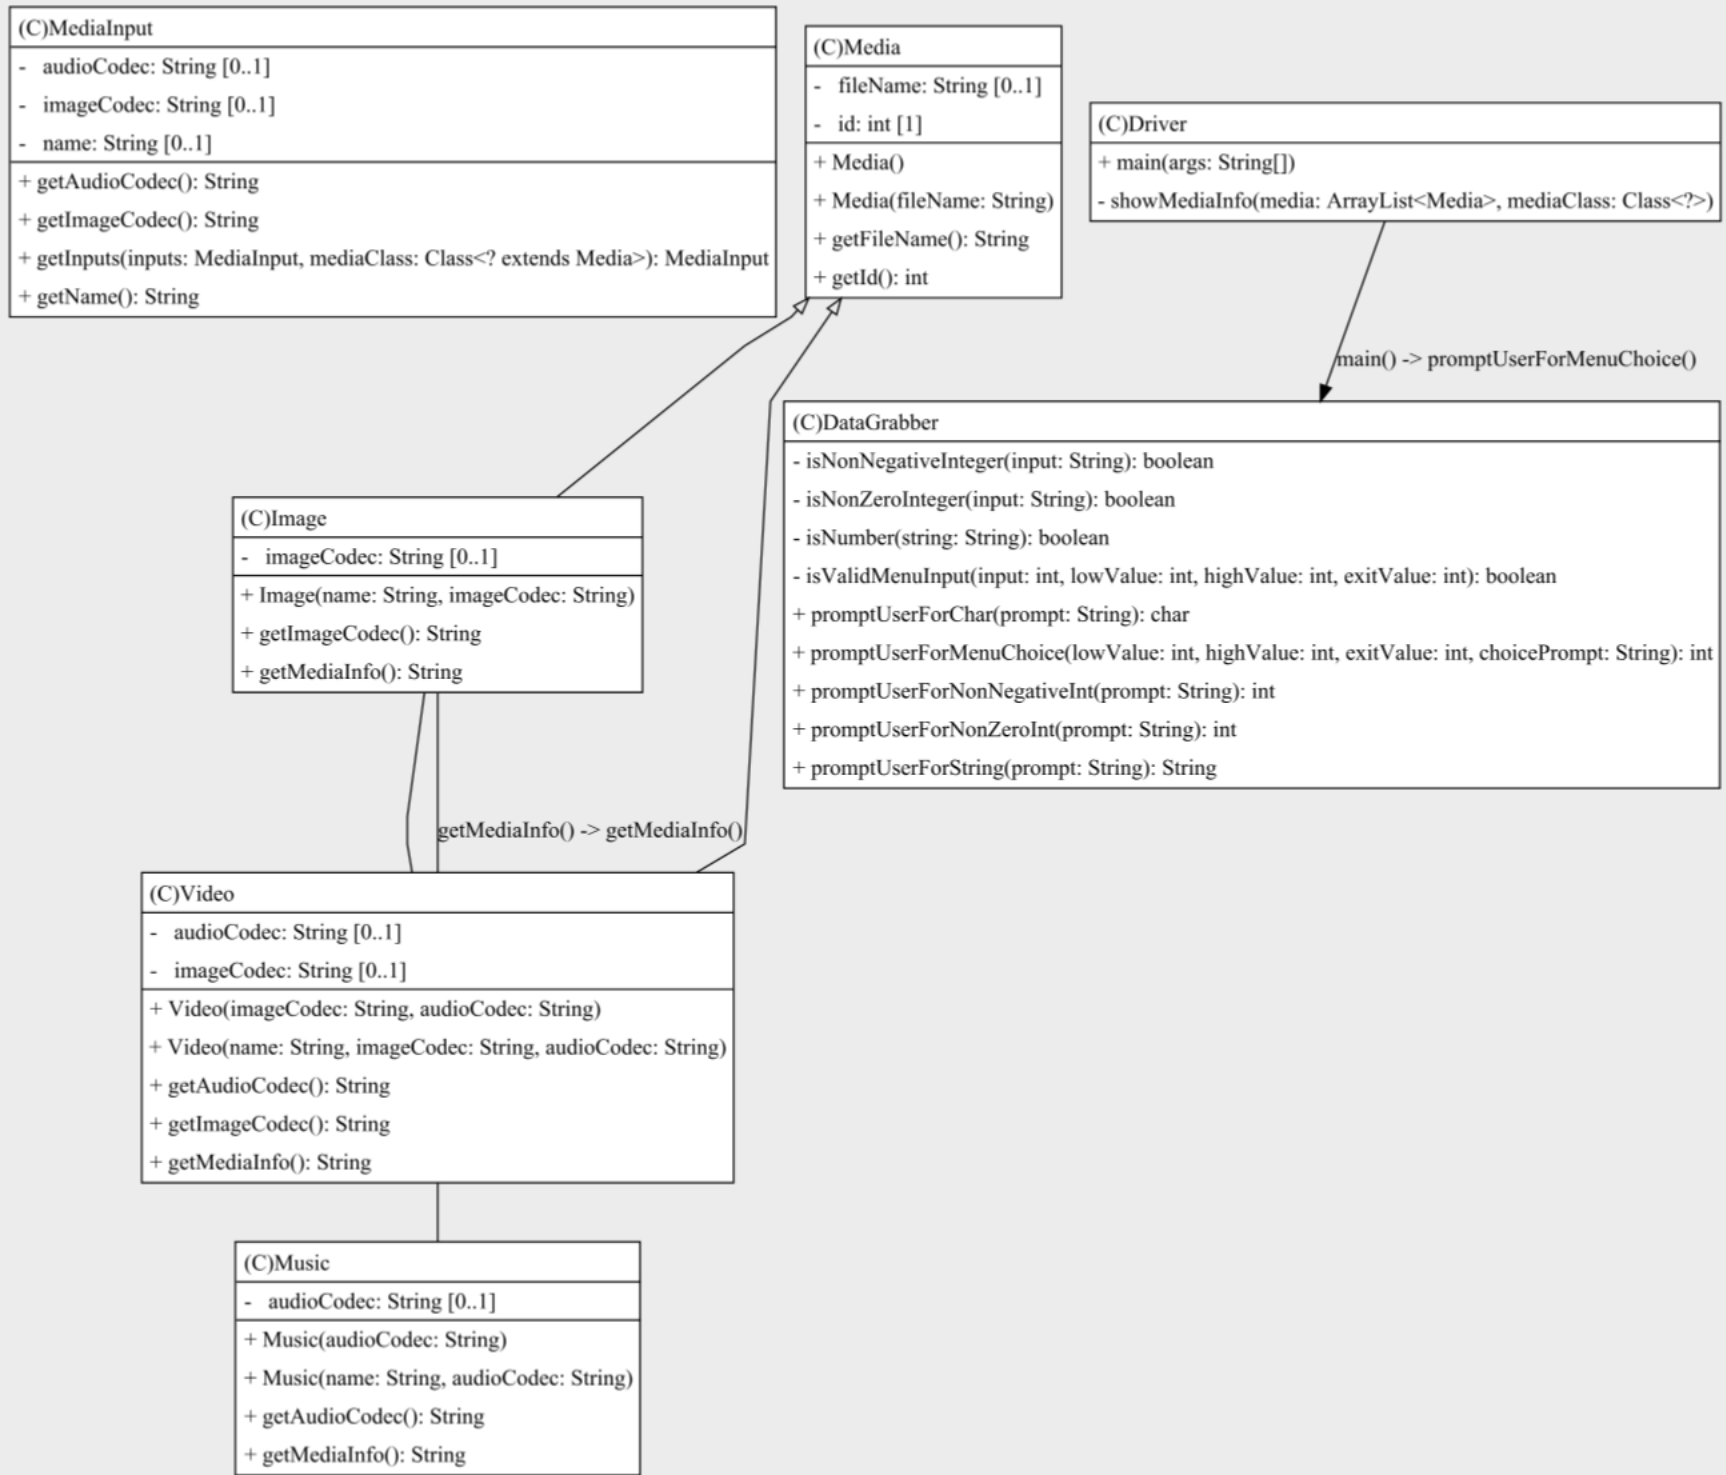 (C)MediaInput
- audioCodec: String [0..1]
- imageCodec: String [0..1]
- name: String [0..1]
+ getAudioCodec(): String
+ getImageCodec(): String
+ getInputs(inputs: MediaInput, mediaClass: Class<? extends Media>): MediaInput
+ getName(): String
(C)Media
- fileName: String [0..1]
- id: int [1]
+ Media()
+ Media(fileName: String)
+ getFileName(): String
+ getId(): int
(C)Driver
+ main(args: String[])
- showMediaInfo(media: ArrayList<Media>, mediaClass: Class<?>)
main() -> promptUserForMenuChoice()
(C)DataGrabber
- isNonNegativeInteger(input: String): boolean
- isNonZeroInteger(input: String): boolean
- isNumber(string: String): boolean
- isValidMenuInput(input: int, lowValue: int, highValue: int, exitValue: int): boolean
+ promptUserForChar(prompt: String): char
+ promptUserForMenuChoice(lowValue: int, highValue: int, exitValue: int, choicePrompt: String): int
+ promptUserForNonNegativeInt(prompt: String): int
+ promptUserForNonZeroInt(prompt: String): int
+ promptUserForString(prompt: String): String
(C)Image
- imageCodec: String [0..1]
+ Image(name: String, imageCodec: String)
+ getImageCodec(): String
+ getMediaInfo(): String
getMediaInfo() -> getMediaInfo()
(C)Video
- audioCodec: String [0..1]
- imageCodec: String [0..1]
+ Video(imageCodec: String, audioCodec: String)
+ Video(name: String, imageCodec: String, audioCodec: String)
+ getAudioCodec(): String
+ getImageCodec(): String
+ getMediaInfo(): String
(C)Music
- audioCodec: String [0..1]
+ Music(audioCodec: String)
+ Music(name: String, audioCodec: String)
+ getAudioCodec(): String
+ getMediaInfo(): String